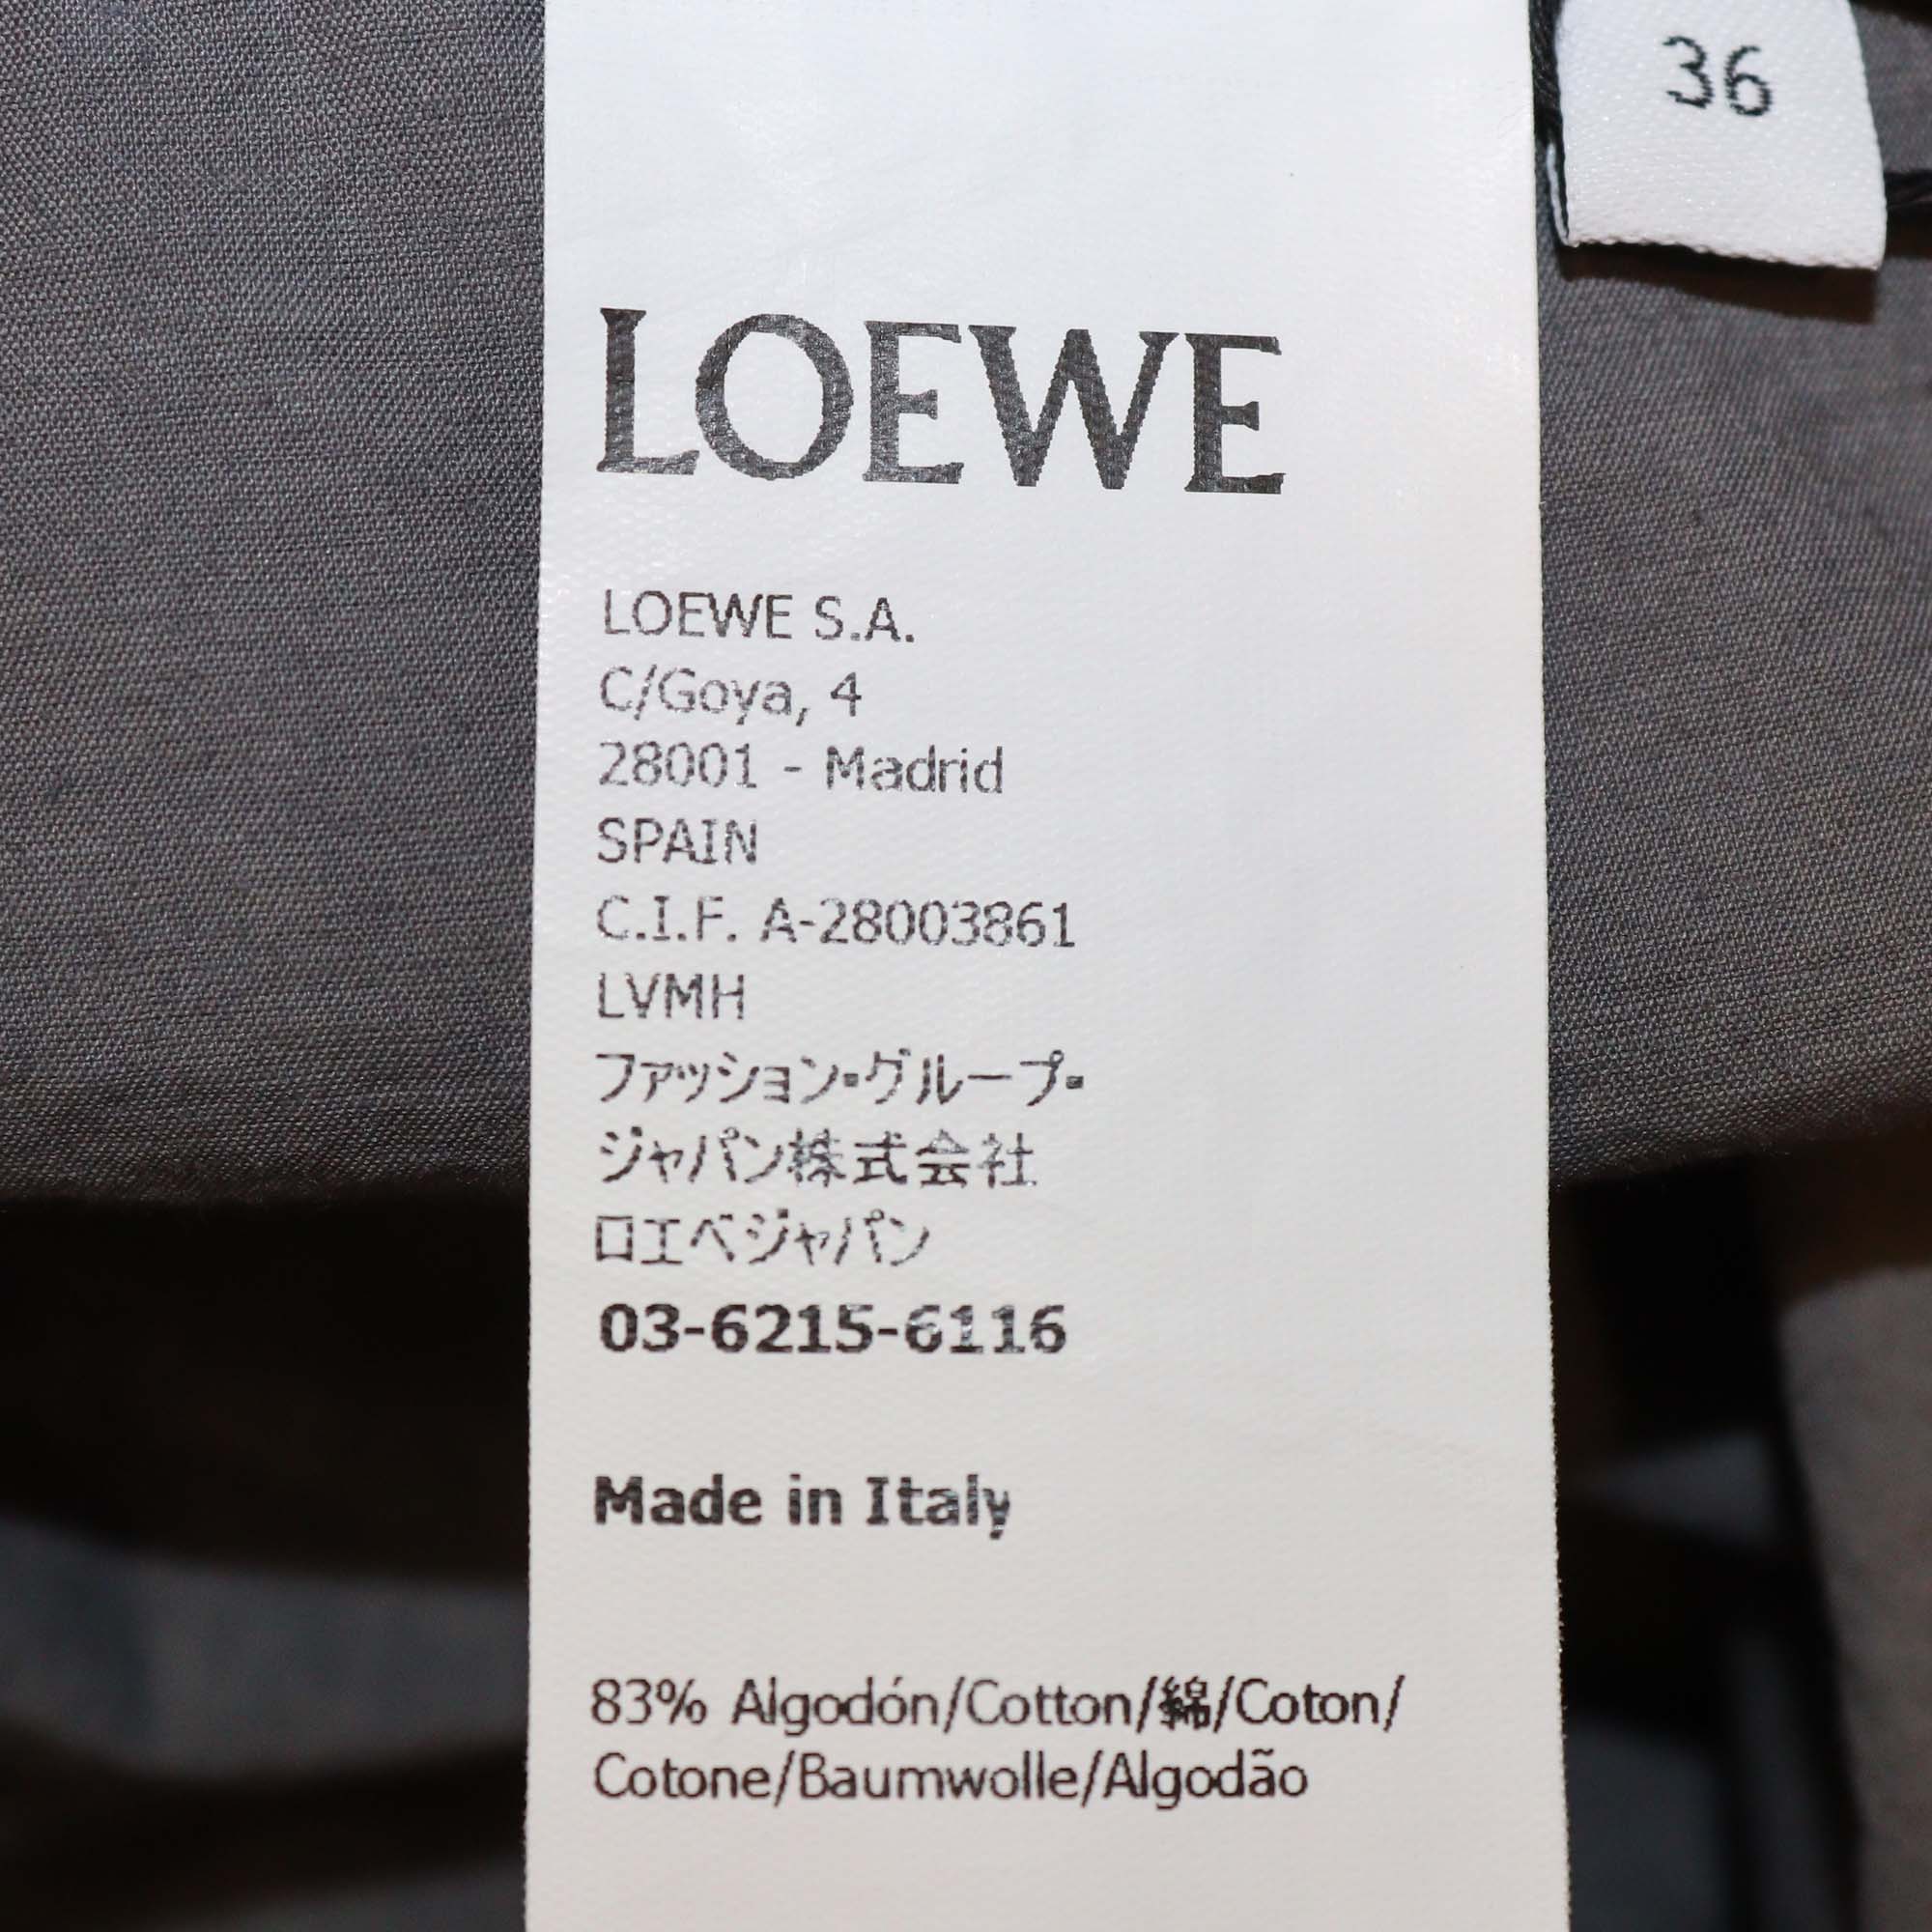 36
LOEWE
LOEWE S.A.
C/Goya, 4
28001 - Madrid
SPAIN
C.I.F. A-28003861
LVMH
ファッション・グループ・
ジャパン株式会社
ロエベジャパン
03-6215-6116
Made in Italy
83% Algodón/Cotton/綿/Coton/
Cotone/Baumwolle/Algodão